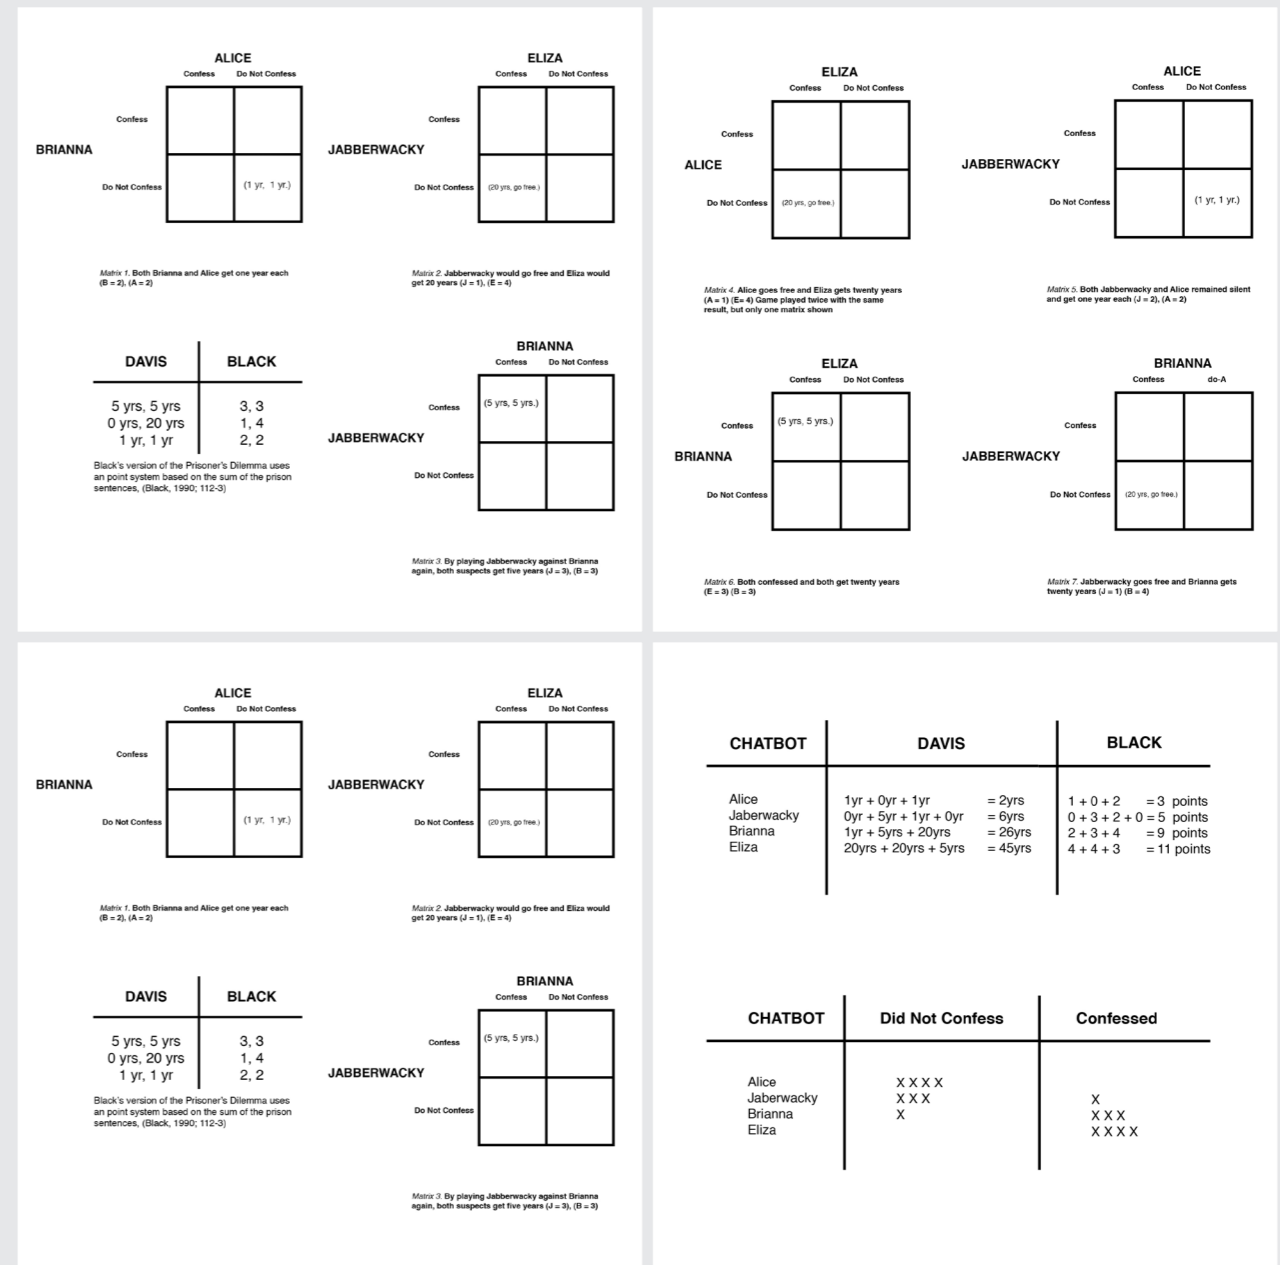 ALICE
Confess Do Not Confess
Confess
BRIANNA
Do Not Confess (1 yr, 1 yr.)
Matrix 1. Both Brianna and Alice get one year each
(B = 2), (A = 2)
ELIZA
Confess Do Not Confess
Confess
JABBERWACKY
Do Not Confess (20 yrs, go free.)
Matrix 2. Jabberwacky would go free and Eliza would
get 20 years (J = 1), (E = 4)
DAVIS BLACK
5 yrs, 5 yrs 3, 3
0 yrs, 20 yrs 1, 4
1 yr, 1 yr 2, 2
Black's version of the Prisoner's Dilemma uses
an point system based on the sum of the prison
sentences, (Black, 1990; 112-3)
BRIANNA
Confess Do Not Confess
Confess (5 yrs, 5 yrs.)
JABBERWACKY
Do Not Confess
Matrix 3. By playing Jabberwacky against Brianna
again, both suspects get five years (J = 3), (B = 3)
ELIZA
Confess Do Not Confess
Confess
ALICE
Do Not Confess (20 yrs, go free.)
Matrix 4. Alice goes free and Eliza gets twenty years
(A = 1) (E= 4) Game played twice with the same
result, but only one matrix shown
ALICE
Confess Do Not Confess
Confess
JABBERWACKY
Do Not Confess (1 yr, 1 yr.)
Matrix 5. Both Jabberwacky and Alice remained silent
and get one year each (J = 2), (A = 2)
ELIZA
Confess Do Not Confess
Confess (5 yrs, 5 yrs.)
BRIANNA
Do Not Confess
Matrix 6. Both confessed and both get twenty years
(E = 3) (B = 3)
BRIANNA
Confess do-A
Confess
JABBERWACKY
Do Not Confess (20 yrs, go free.)
Matrix 7. Jabberwacky goes free and Brianna gets
twenty years (J = 1) (B = 4)
ALICE
Confess Do Not Confess
Confess
BRIANNA
Do Not Confess (1 yr, 1 yr.)
Matrix 1. Both Brianna and Alice get one year each
(B = 2), (A = 2)
ELIZA
Confess Do Not Confess
Confess
JABBERWACKY
Do Not Confess (20 yrs, go free.)
Matrix 2. Jabberwacky would go free and Eliza would
get 20 years (J = 1), (E = 4)
DAVIS BLACK
5 yrs, 5 yrs 3, 3
0 yrs, 20 yrs 1, 4
1 yr, 1 yr 2, 2
Black's version of the Prisoner's Dilemma uses
an point system based on the sum of the prison
sentences, (Black, 1990; 112-3)
BRIANNA
Confess Do Not Confess
Confess (5 yrs, 5 yrs.)
JABBERWACKY
Do Not Confess
Matrix 3. By playing Jabberwacky against Brianna
again, both suspects get five years (J = 3), (B = 3)
CHATBOT DAVIS BLACK
Alice 1yr + 0yr + 1yr = 2yrs 1 + 0 + 2 = 3 points
Jaberwacky 0yr + 5yr + 1yr + 0yr = 6yrs 0 + 3 + 2 + 0 = 5 points
Brianna 1yr + 5yrs + 20yrs = 26yrs 2 + 3 + 4 = 9 points
Eliza 20yrs + 20yrs + 5yrs = 45yrs 4 + 4 + 3 = 11 points
CHATBOT Did Not Confess Confessed
Alice X X X X
Jaberwacky X X X X
Brianna X X X X
Eliza X X X X